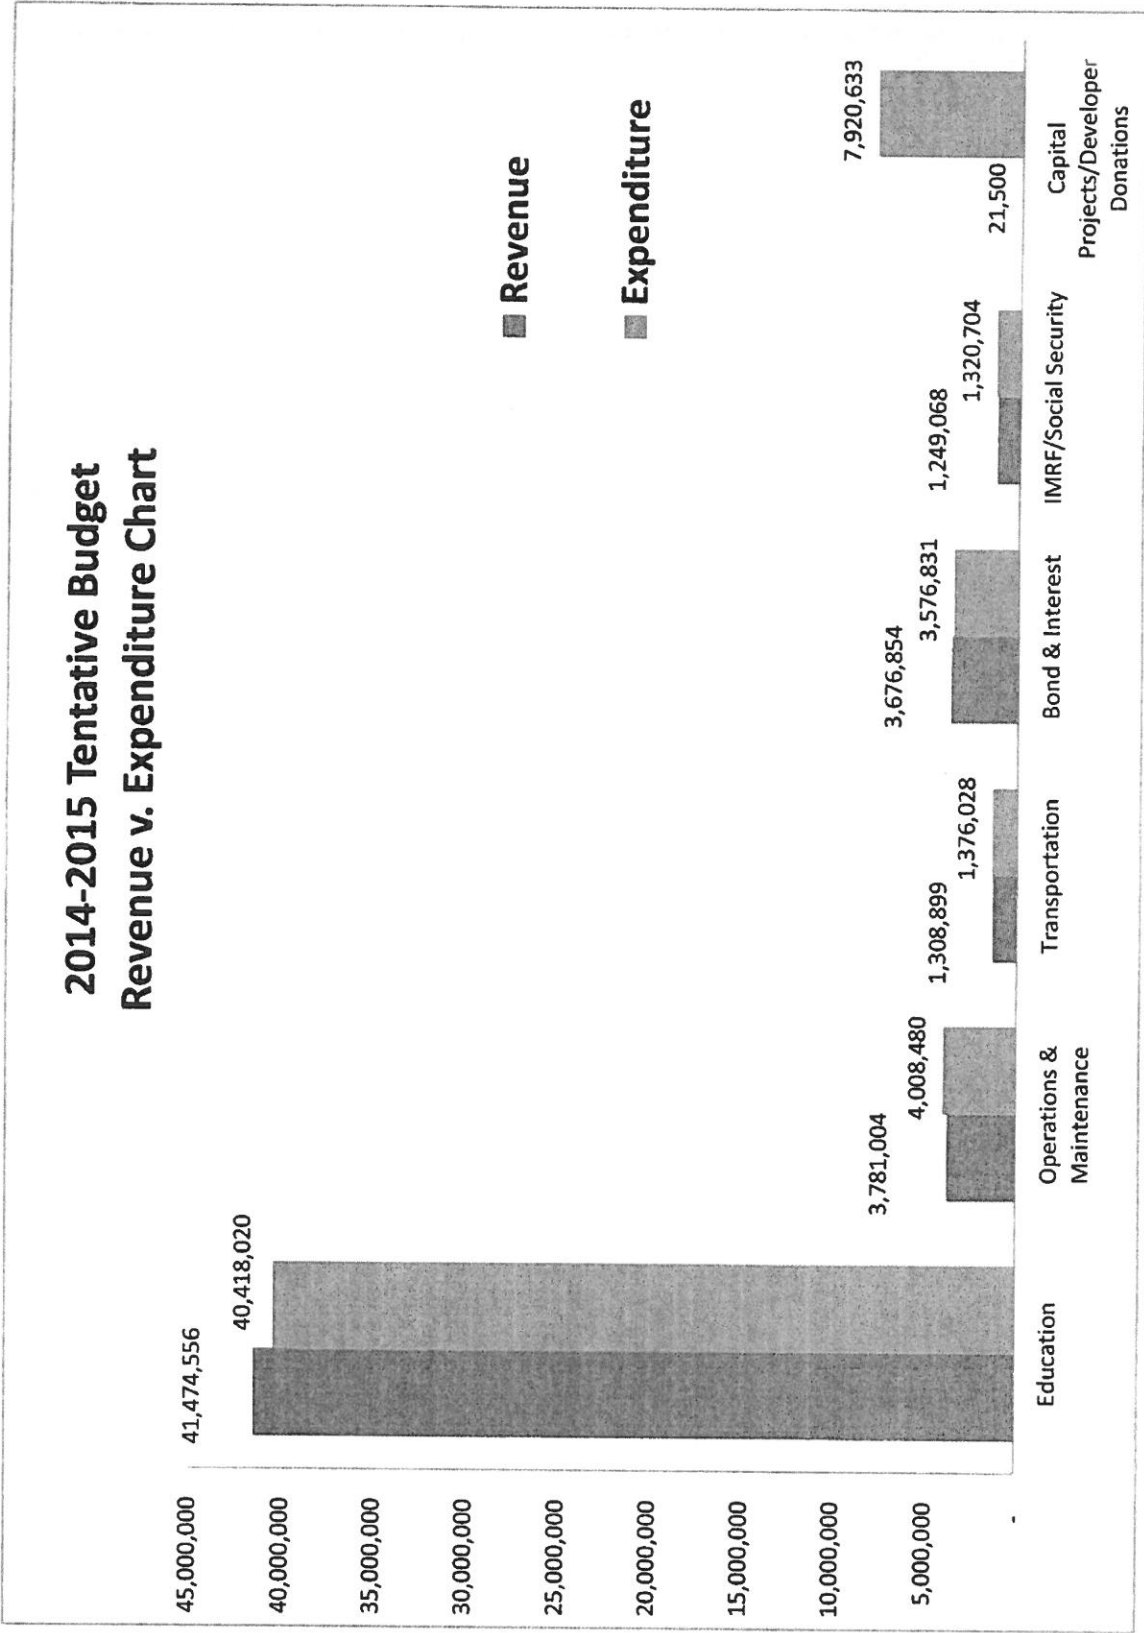 2014-2015 Tentative Budget
Revenue v. Expenditure Chart
45,000,000
40,000,000
35,000,000
30,000,000
25,000,000
20,000,000
15,000,000
10,000,000
5,000,000
-
41,474,556
40,418,020
3,781,004
4,008,480
1,308,899
1,376,028
3,676,854
3,576,831
1,249,068
1,320,704
21,500
7,920,633
Revenue
Expenditure
Education
Operations &
Maintenance
Transportation
Bond & Interest
IMRF/Social Security
Capital
Projects/Developer
Donations